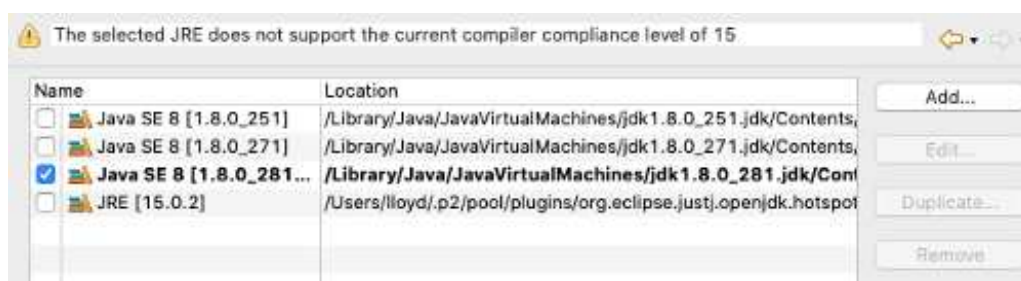 The selected JRE does not support the current compiler compliance level of 15
Name Location
Add...
Java SE 8 [1.8.0_251] /Library/Java/JavaVirtualMachines/jdk1.8.0_251.jdk/Contents,
Java SE 8 [1.8.0_271] /Library/Java/JavaVirtualMachines/jdk1.8.0_271.jdk/Contents,
Edit...
Java SE 8 [1.8.0_281... /Library/Java/JavaVirtualMachines/jdk1.8.0_281.jdk/Cont
JRE [15.0.2] /Users/lloyd/.p2/pool/plugins/org.eclipse.justj.openjdk.hotspot
Duplicate...
Remove